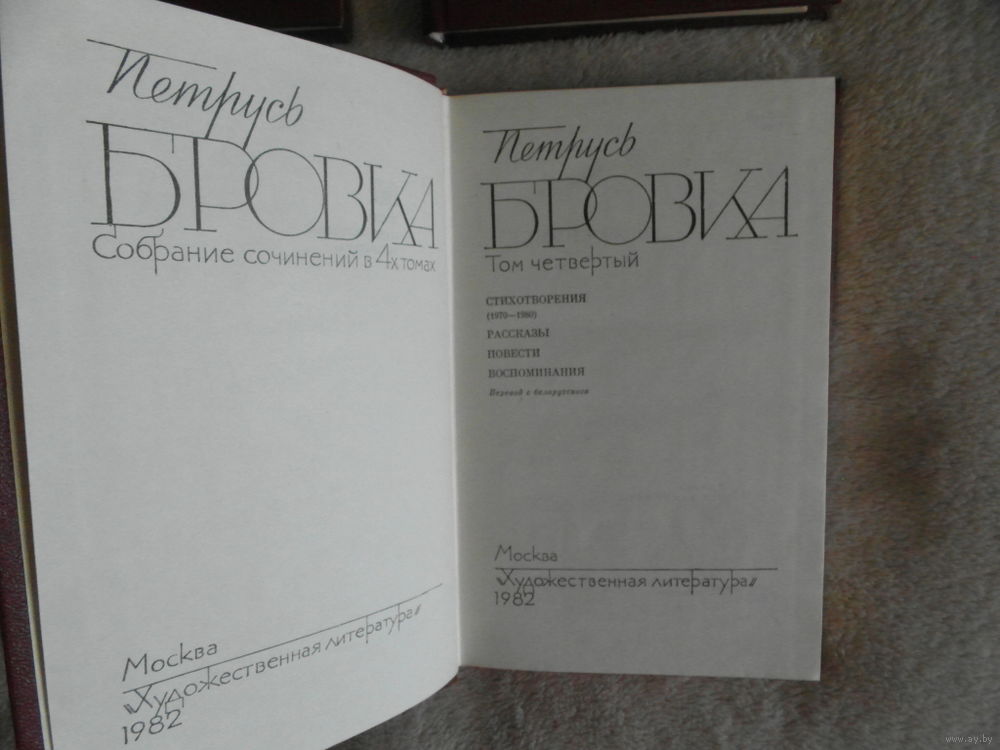 Петрусь
БРОВКА
Собрание сочинений в 4х томах
Москва
«Художественная литература»
1982
Петрусь
БРОВКА
Том четвертый
СТИХОТВОРЕНИЯ
(1970—1980)
РАССКАЗЫ
ПОВЕСТИ
ВОСПОМИНАНИЯ
Перевод с белорусского
Москва
«Художественная литература»
1982
www.ay.by